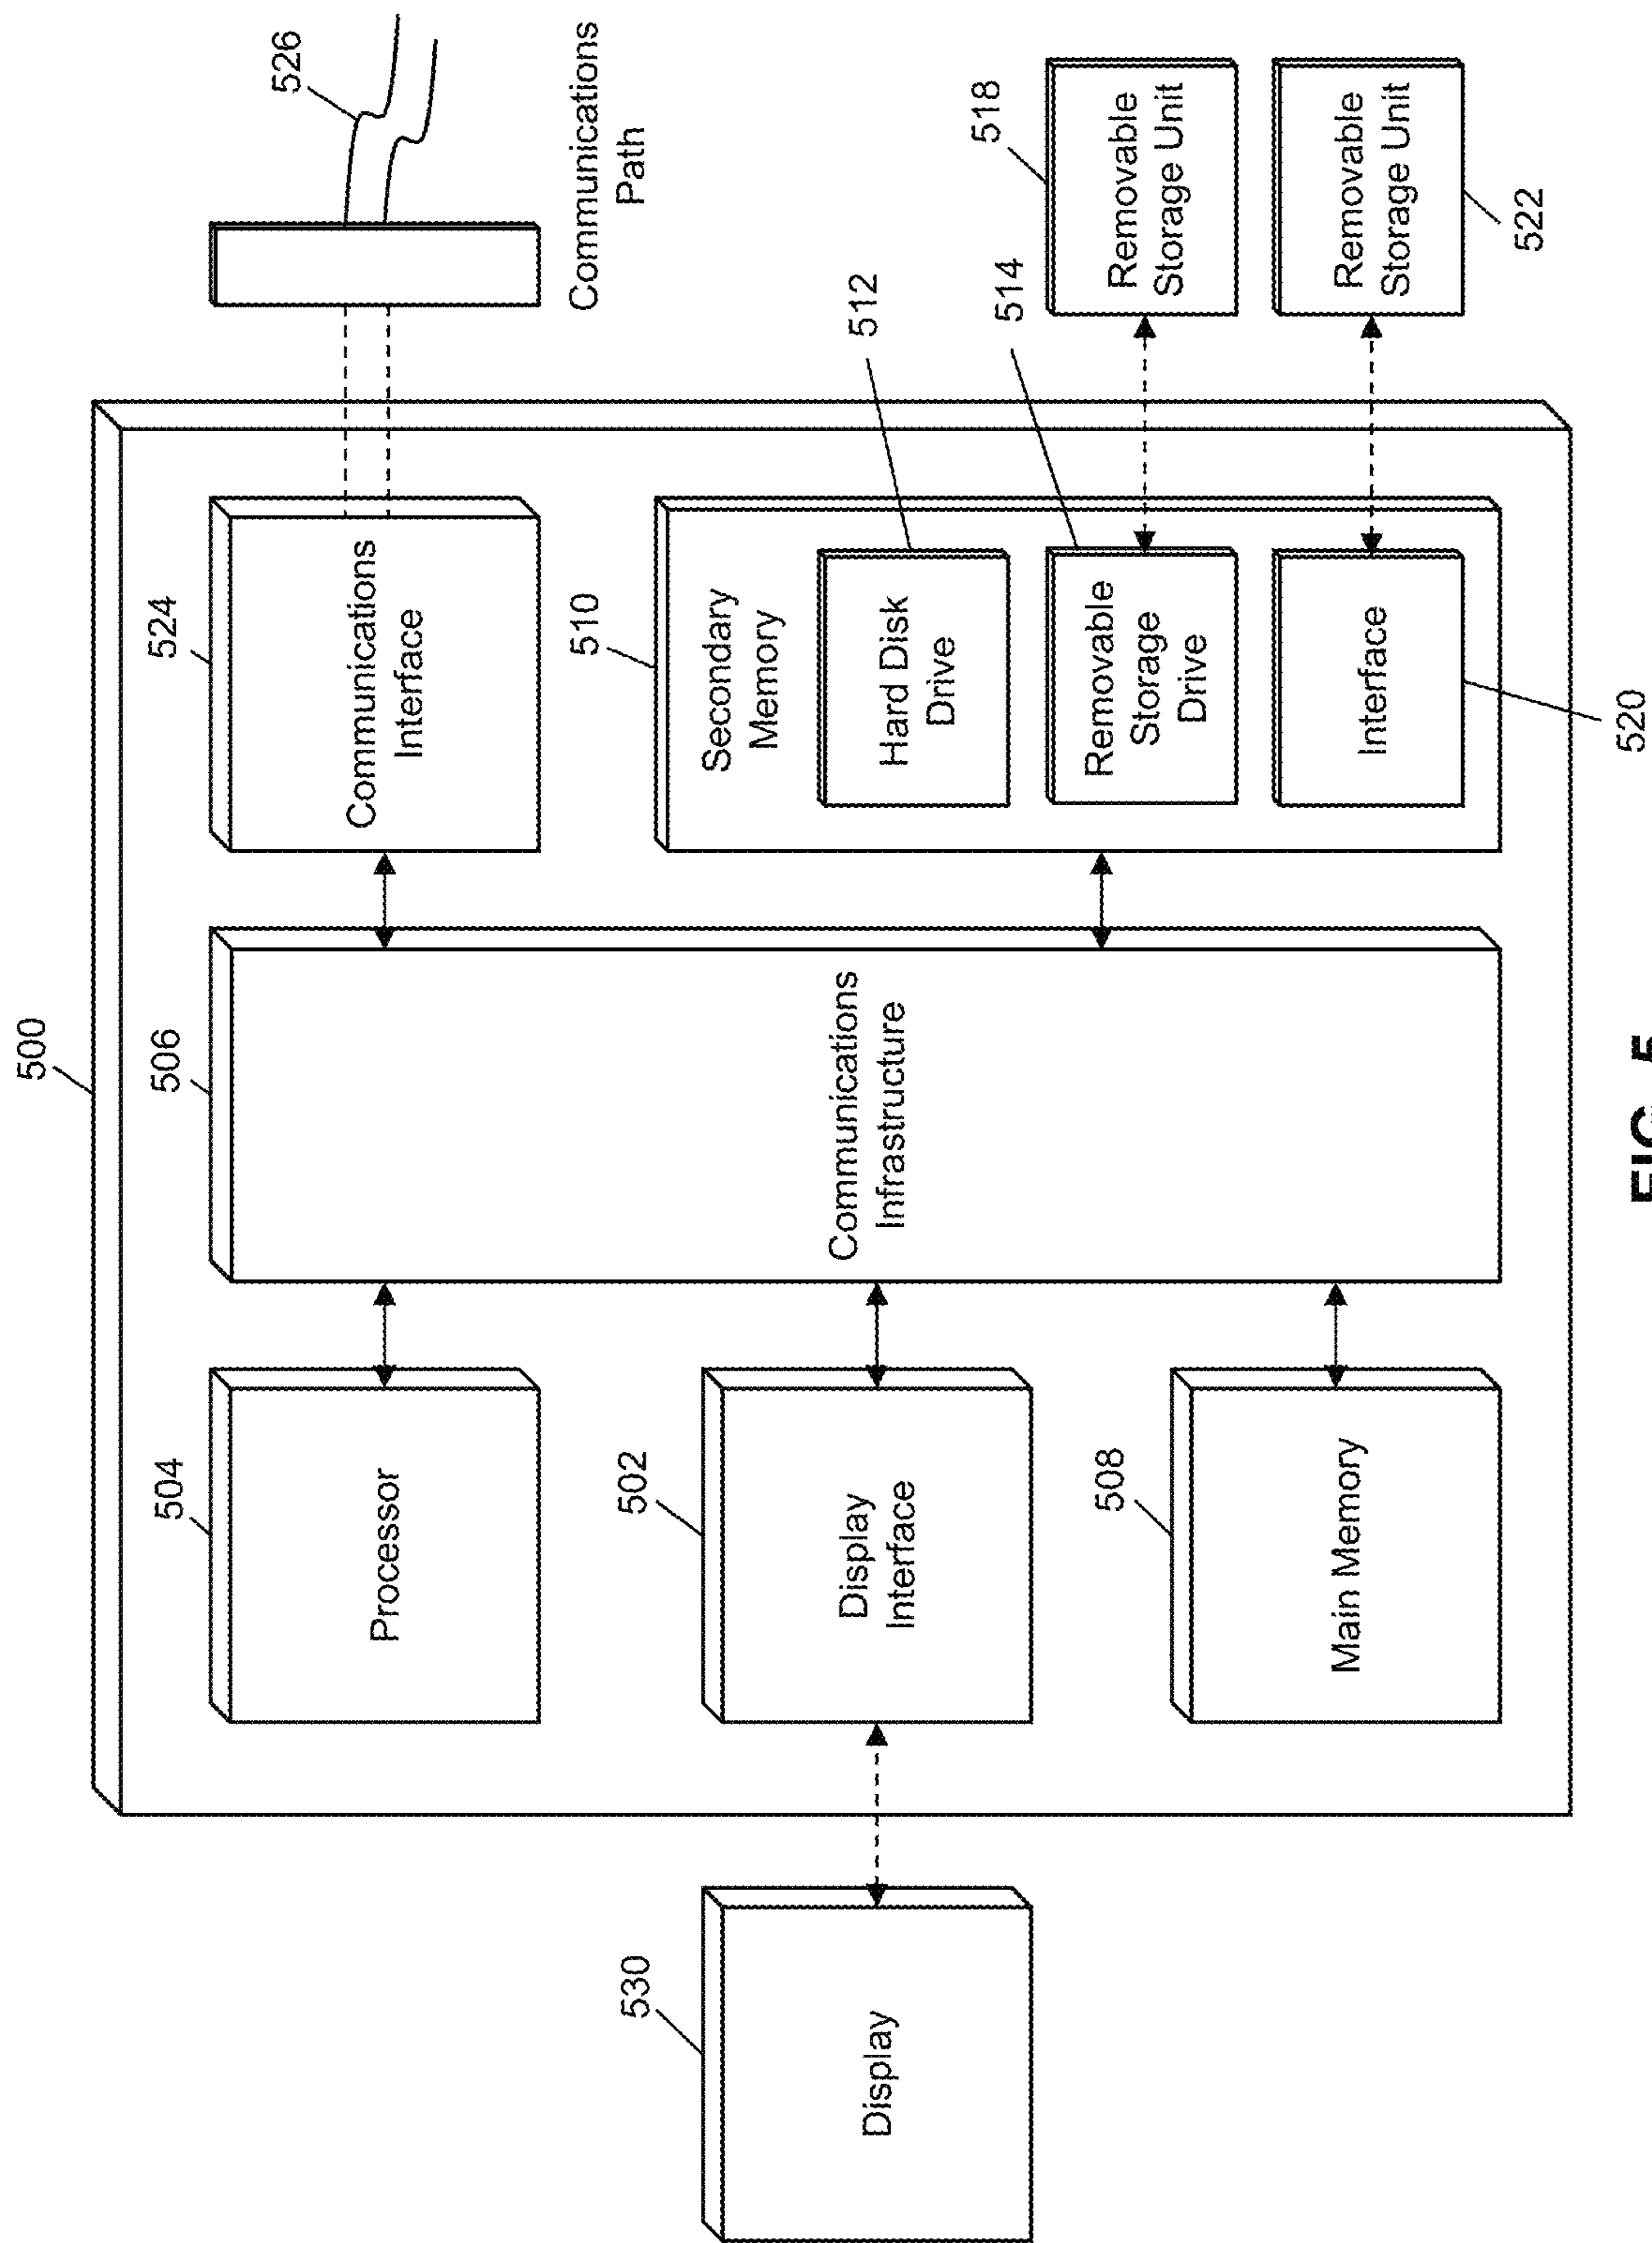 500
504
Processor
506
Communications
Infrastructure
524
Communications
Interface
526
Communications
Path
530
Display
502
Display
Interface
510
Secondary
Memory
512
Hard Disk
Drive
514
Removable
Storage
Drive
518
Removable
Storage Unit
508
Main Memory
Interface
520
Removable
Storage Unit
522
FIG. 5